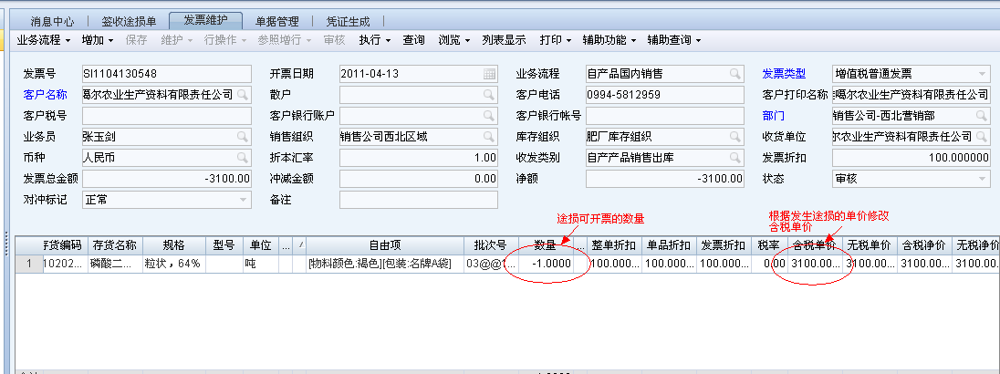 消息中心 签收途损单 发票维护 单据管理 凭证生成
业务流程 增加 保存 维护 行操作 参照增行 审核 执行 查询 浏览 列表显示 打印 辅助功能 辅助查询
发票号 SI1104130548 开票日期 2011-04-13 业务流程 自产品国内销售 发票类型 增值税普通发票
客户名称 噶尔农业生产资料有限责任公司 散户 客户电话 0994-5812959 客户打印名称 噶尔农业生产资料有限责任公司
客户税号 客户银行账户 客户银行帐号 部门 销售公司-西北营销部
业务员 张玉剑 销售组织 销售公司西北区域 库存组织 肥厂库存组织 收货单位 尔农业生产资料有限责任公司
币种 人民币 折本汇率 1.00 收发类别 自产产品销售出库 发票折扣 100.000000
发票总金额 -3100.00 冲减金额 0.00 净额 -3100.00 状态 审核
对冲标记 正常 备注
途损可开票的数量
根据发生途损的单价修改
含税单价
存货编码 存货名称 规格 型号 单位 ... 自由项 批次号 数量 ... 整单折扣 单品折扣 发票折扣 税率 含税单价 无税单价 含税净价 无税净价
1 10202... 磷酸二... 粒状，64% 吨 [物料颜色:褐色][包装:名牌A袋] 03@@1... -1.0000 100.000... 100.000... 100.000... 0.00 3100.00... 3100.00... 3100.00... 3100.00...